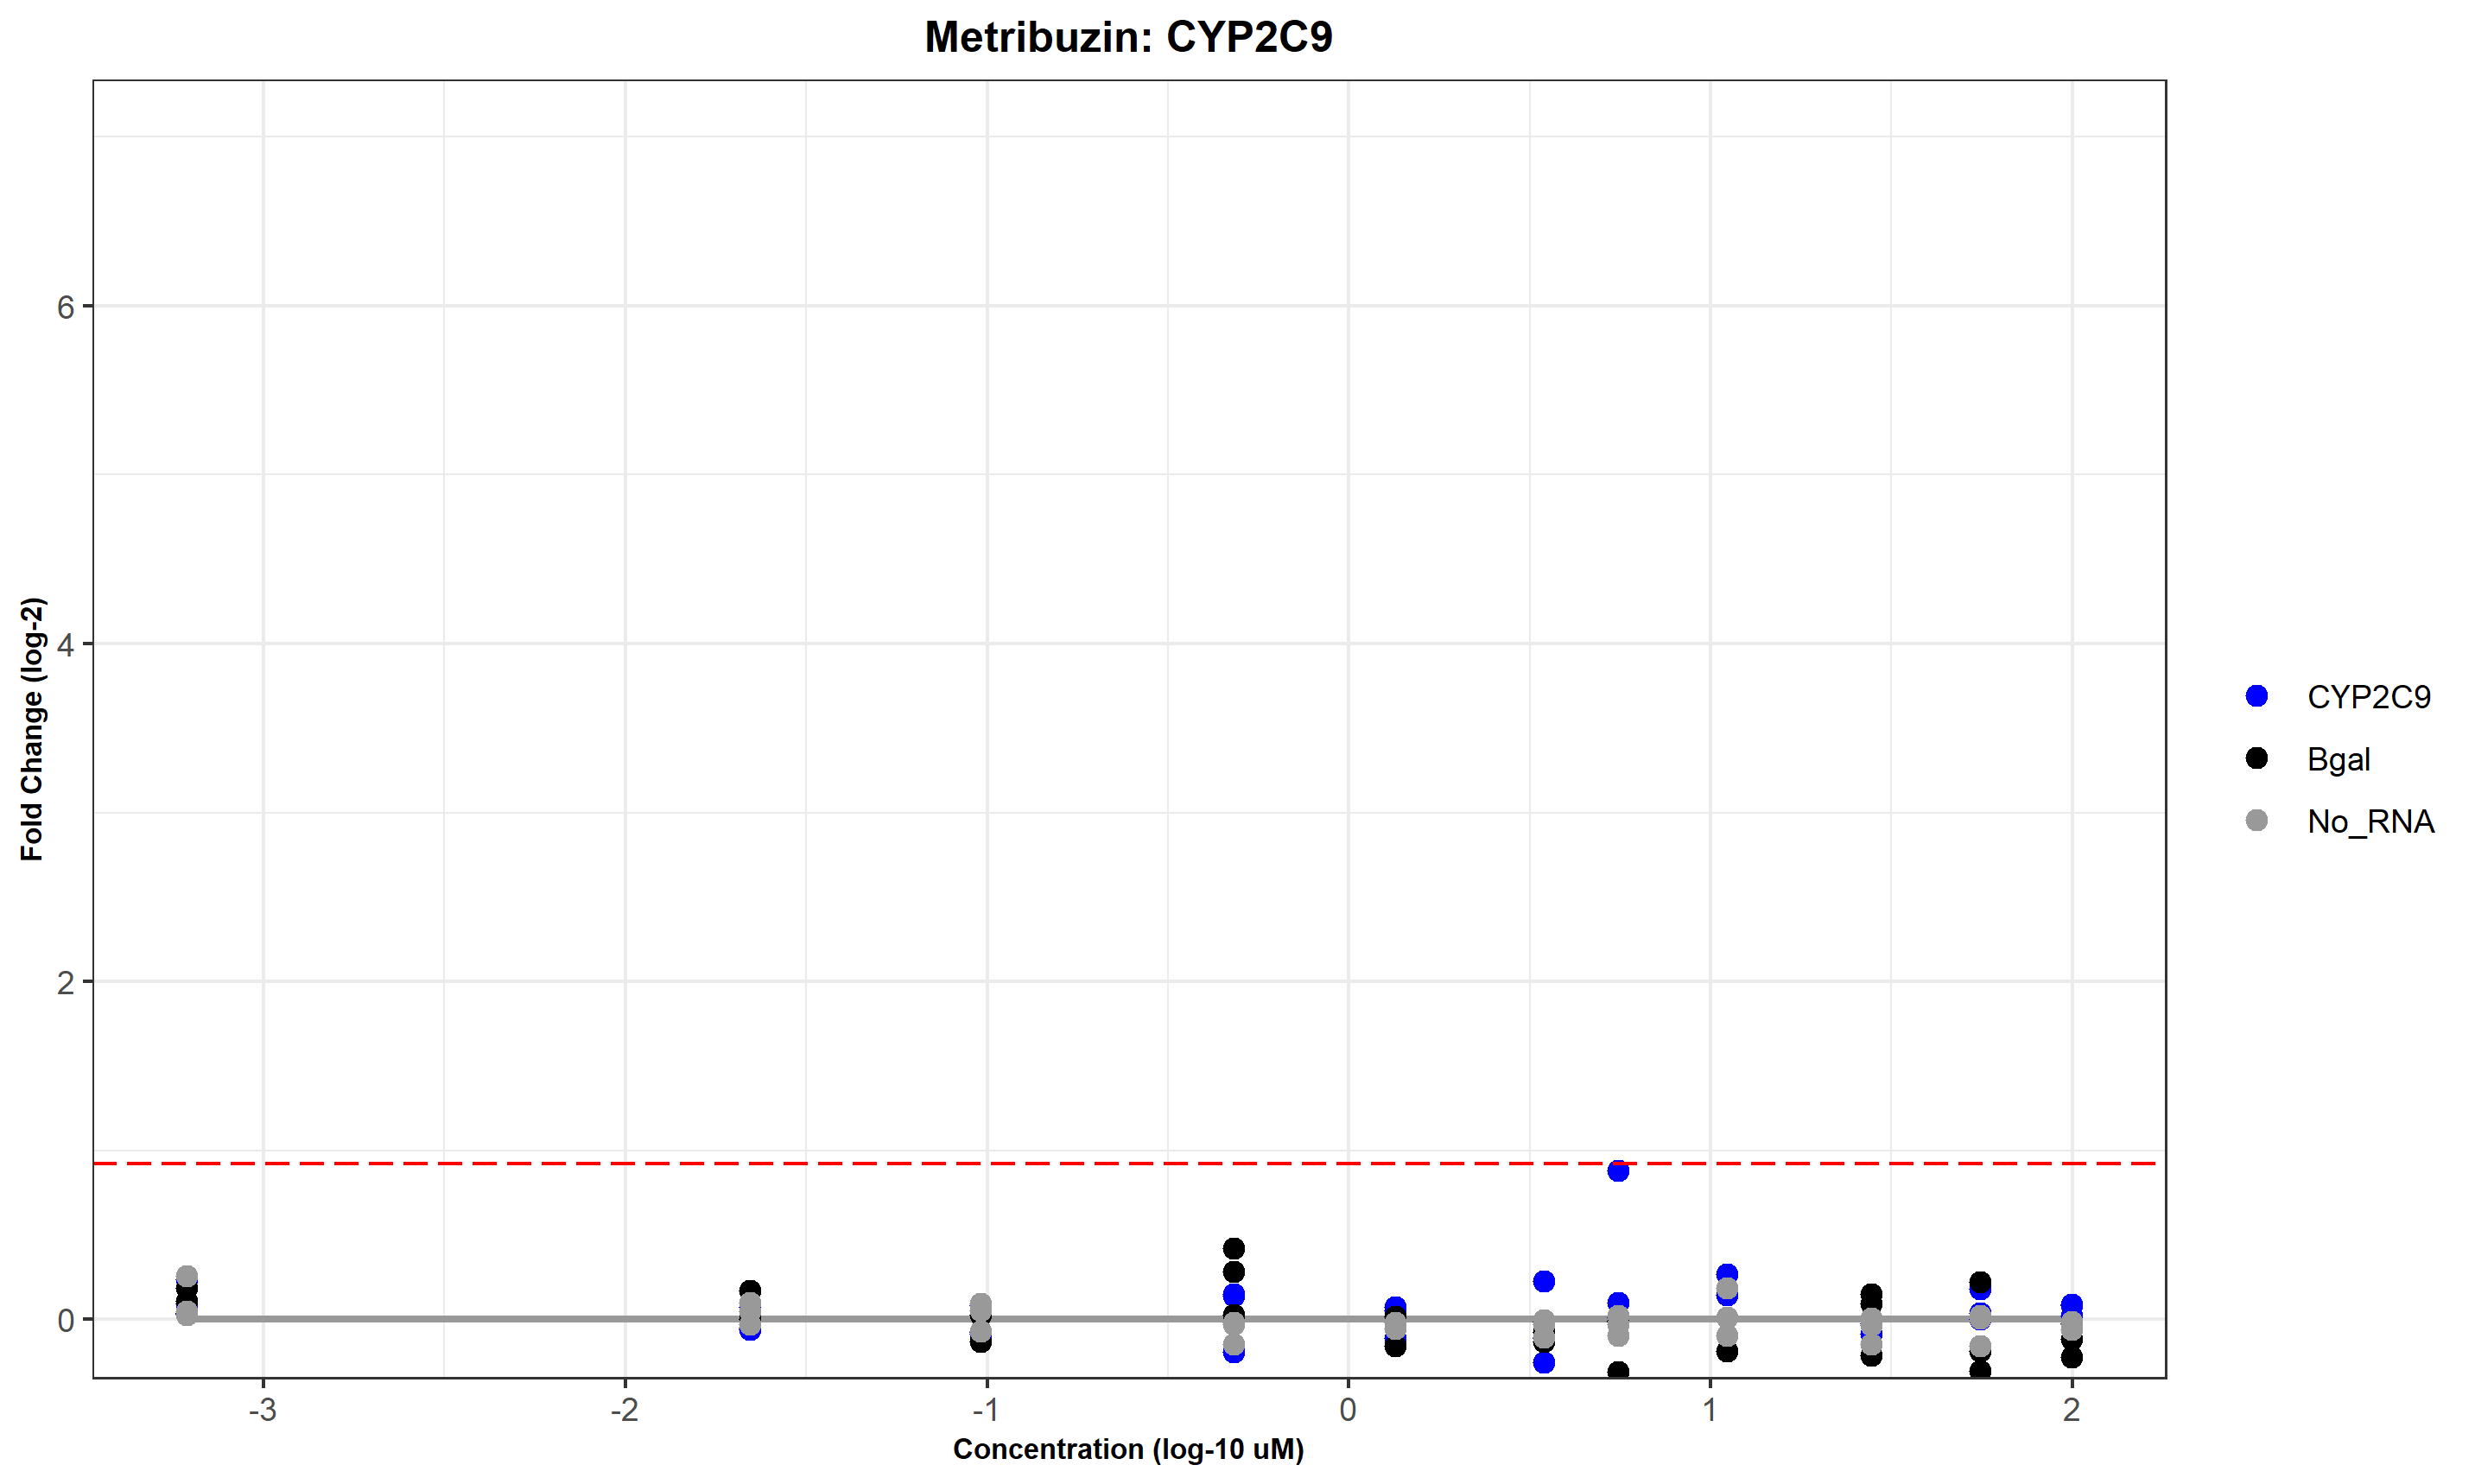 Metribuzin: CYP2C9
Fold Change (log-2)
6
4
2
0
-3
-2
-1
0
1
2
Concentration (log-10 uM)
CYP2C9
Bgal
No_RNA